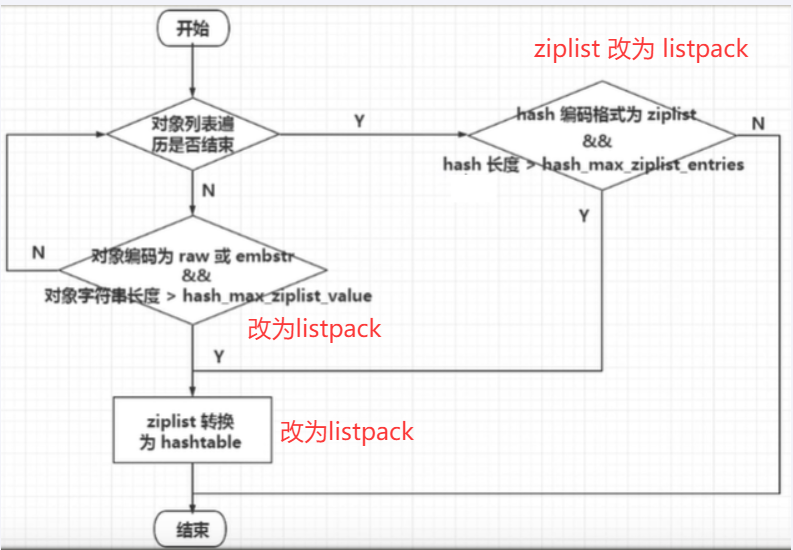 开始
ziplist 改为 listpack
对象列表遍
历是否结束
Y
hash 编码格式为 ziplist
&&
hash 长度 > hash_max_ziplist_entries
N
N
Y
N
对象编码为 raw 或 embstr
&&
对象字符串长度 > hash_max_ziplist_value
改为listpack
Y
ziplist 转换
为 hashtable
改为listpack
结束